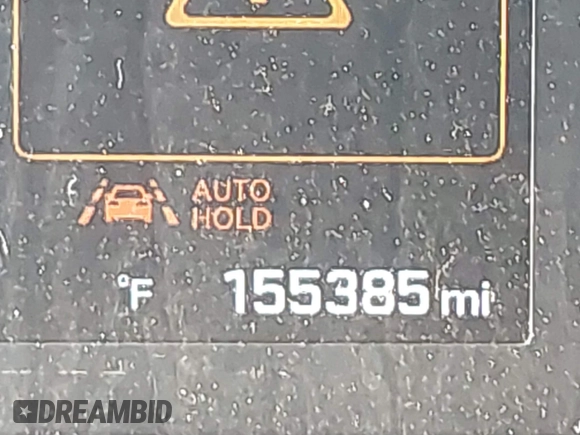 AUTO
HOLD
°F 155385 mi
DREAMBID